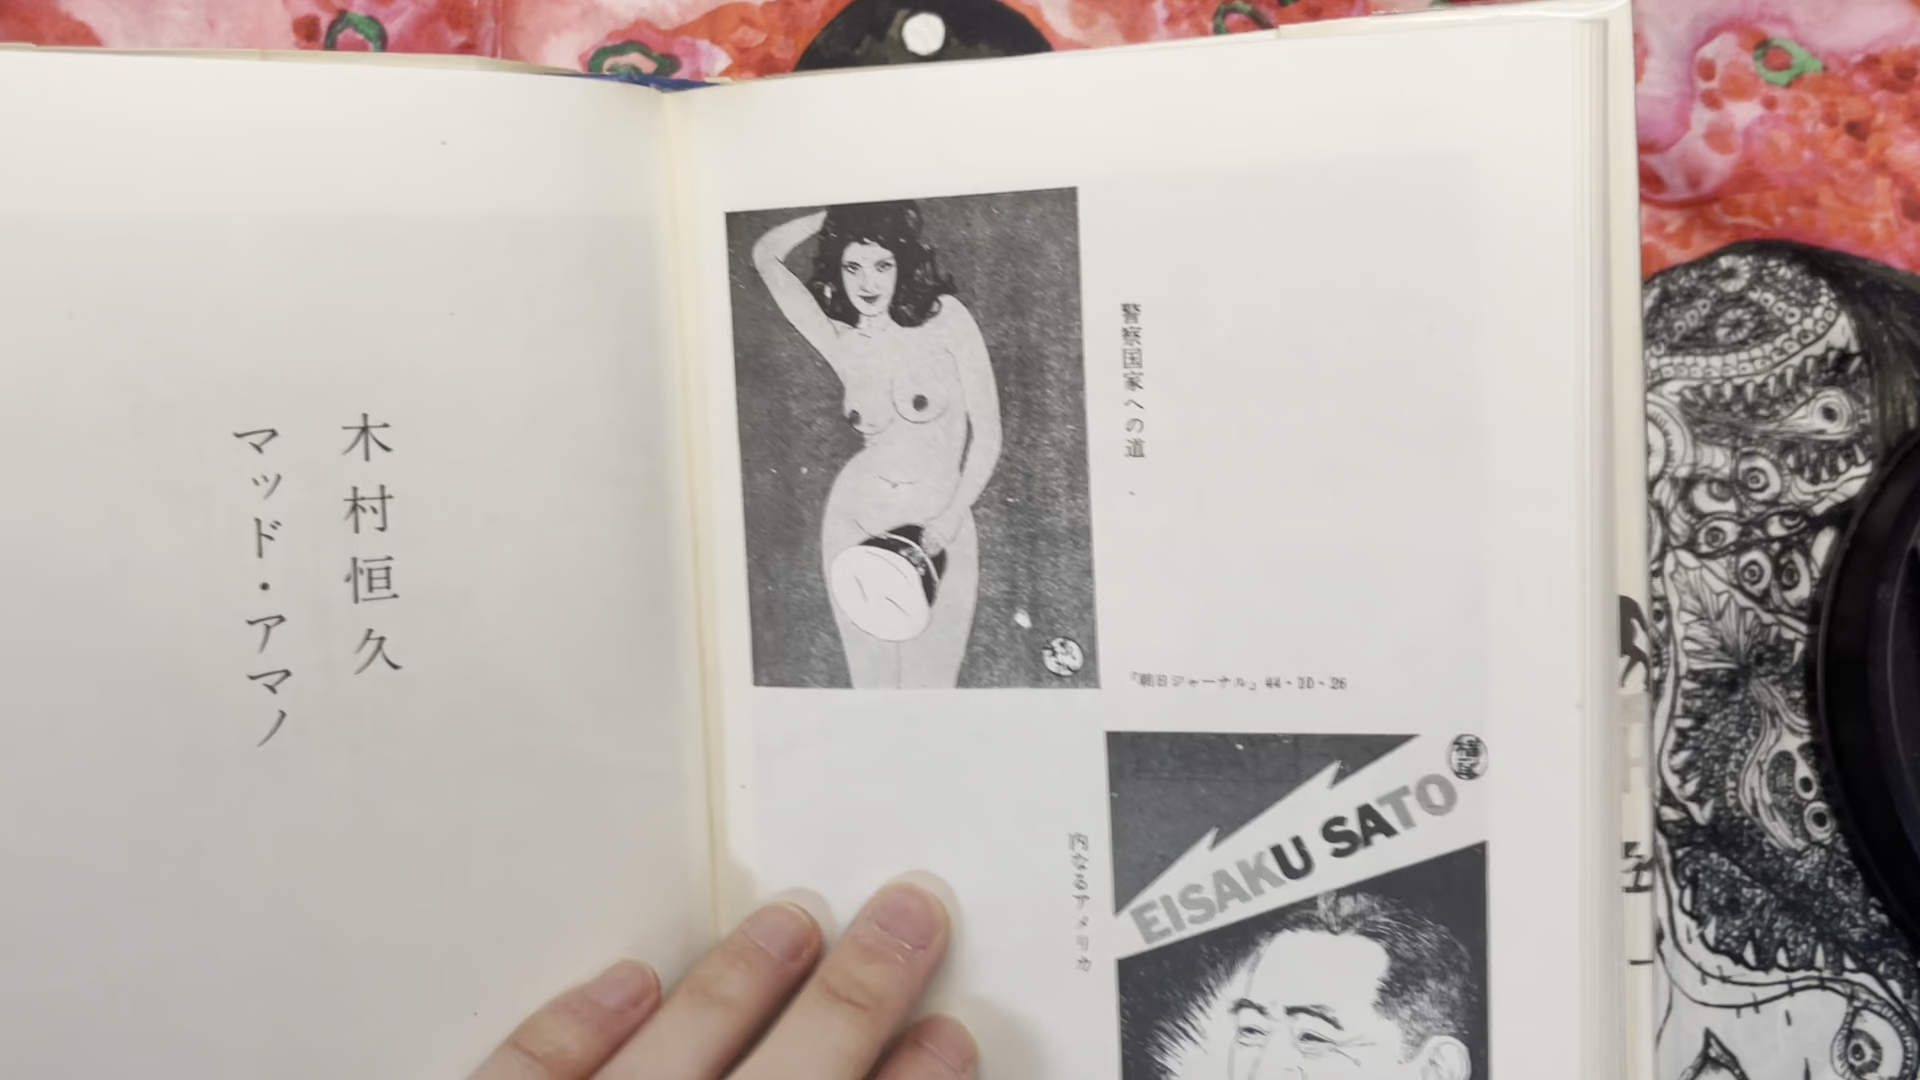 木村恒久
マッド・アマノ
警察国家への道
『朝日ジャーナル』44・10・26
EISAKU SATO
内なるアメリカ